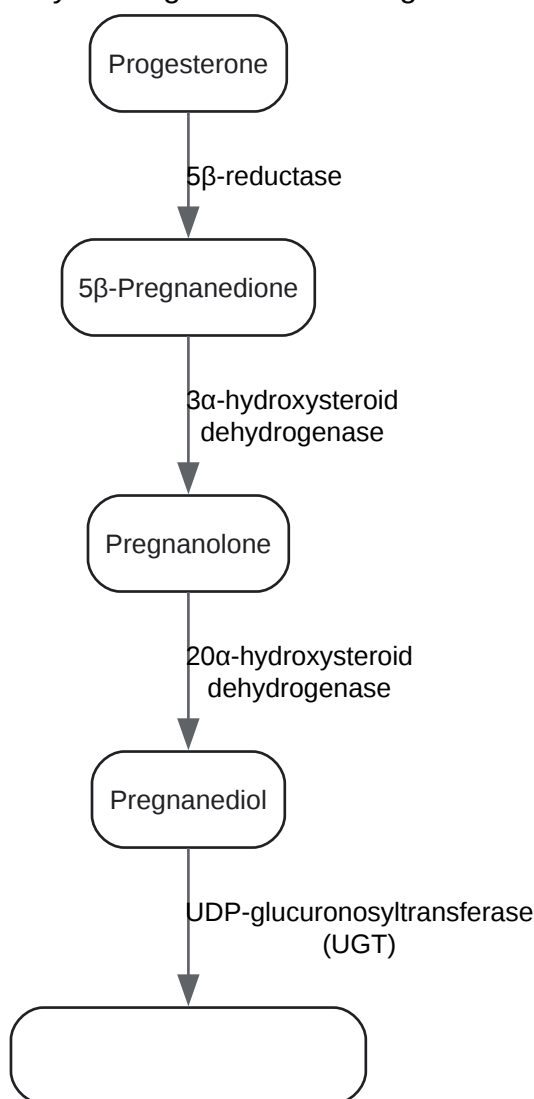 Progesterone
5β-reductase
5β-Pregnanedione
3α-hydroxysteroid
dehydrogenase
Pregnanolone
20α-hydroxysteroid
dehydrogenase
Pregnanediol
UDP-glucuronosyltransferase
(UGT)